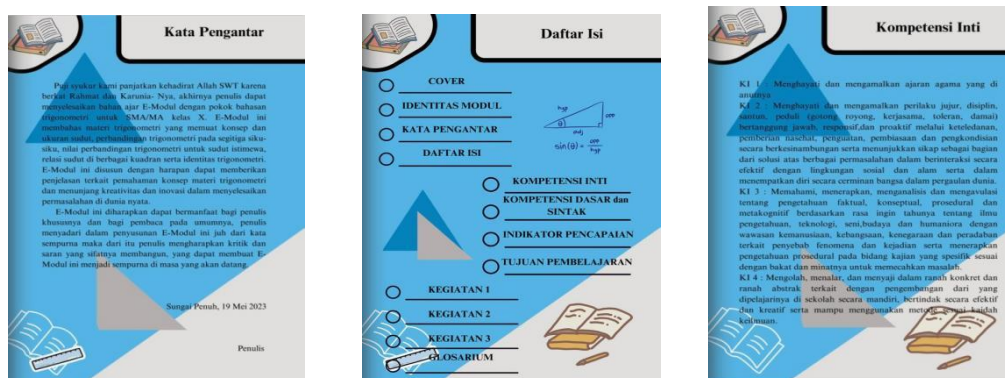 Kata Pengantar
Puji syukur kami panjatkan kehadirat Allah SWT karena
berkat Rahmat dan Karunia- Nya, akhirnya penulis dapat
menyelesaikan bahan ajar E-Modul dengan pokok bahasan
trigonometri untuk SMA/MA kelas X. E-Modul ini
membahas materi trigonometri yang memuat konsep dan
ukuran sudut, perbandingan trigonometri pada segitiga siku-
siku, nilai perbandingan trigonometri untuk sudut istimewa,
relasi sudut di berbagai kuadran serta identitas trigonometri.
E-Modul ini disusun dengan harapan dapat memberikan
penjelasan terkait pemahaman konsep materi trigonometri
dan menunjang kreativitas dan inovasi dalam menyelesaikan
permasalahan di dunia nyata.
E-Modul ini diharapkan dapat bermanfaat bagi penulis
khususnya dan bagi pembaca pada umumnya, penulis
menyadari dalam penyusunan E-Modul ini juh dari kata
sempurna maka dari itu penulis mengharapkan kritik dan
saran yang sifatnya membangun, yang dapat membuat E-
Modul ini menjadi sempurna di masa yang akan datang.
Sungai Penuh, 19 Mei 2023
Penulis
Daftar Isi
COVER
IDENTITAS MODUL
KATA PENGANTAR
DAFTAR ISI
hyp
opp
θ
adj
sin(θ) = opp
hyp
KOMPETENSI INTI
KOMPETENSI DASAR dan
SINTAK
INDIKATOR PENCAPAIAN
TUJUAN PEMBELAJARAN
KEGIATAN 1
KEGIATAN 2
KEGIATAN 3
GLOSARIUM
Kompetensi Inti
KI 1 : Menghayati dan mengamalkan ajaran agama yang di
anutnya
KI 2 : Menghayati dan mengamalkan perilaku jujur, disiplin,
santun, peduli (gotong royong, kerjasama, toleran, damai)
bertanggung jawab, responsif,dan proaktif melalui keteledanan,
pemberian nasehat, penguatan, pembiasaan dan pengkondisian
secara berkesinambungan serta menunjukkan sikap sebagai bagian
dari solusi atas berbagai permasalahan dalam berinteraksi secara
efektif dengan lingkungan sosial dan alam serta dalam
menempatkan diri secara cerminan bangsa dalam pergaulan dunia.
KI 3 : Memahami, menerapkan, menganalisis dan mengavulasi
tentang pengetahuan faktual, konseptual, prosedural dan
metakognitif berdasarkan rasa ingin tahunya tentang ilmu
pengetahuan, teknologi, seni,budaya dan humaniora dengan
wawasan kemanusiaan, kebangsaan, kenegaraan dan peradaban
terkait penyebab fenomena dan kejadian serta menerapkan
pengetahuan prosedural pada bidang kajian yang spesifik sesuai
dengan bakat dan minatnya untuk memecahkan masalah.
KI 4 : Mengolah, menalar, dan menyaji dalam ranah konkret dan
ranah abstrak terkait dengan pengembangan dari yang
dipelajarinya di sekolah secara mandiri, bertindak secara efektif
dan kreatif serta mampu menggunakan metode sesuai kaidah
keilmuan.